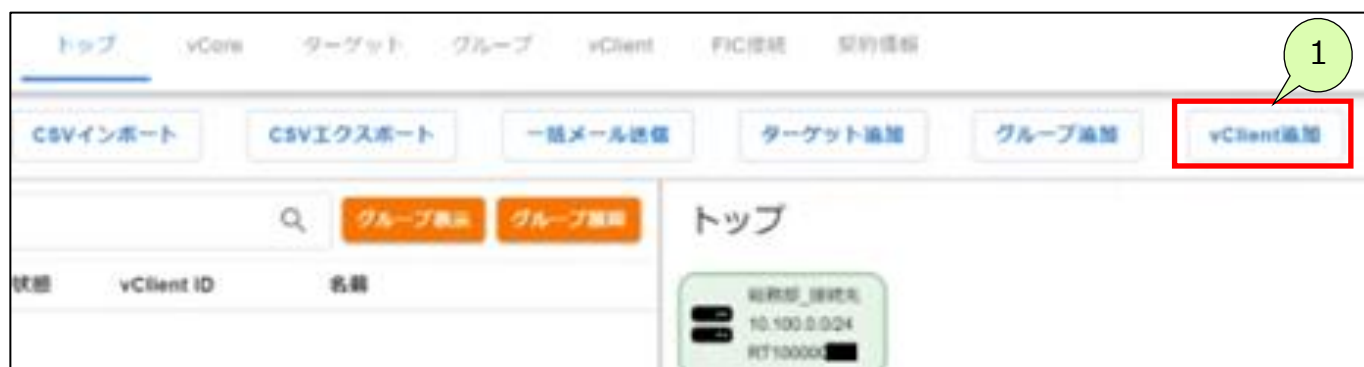 1
トップ vCore ターゲット グループ vClient FIC接続 契約情報
CSVインポート CSVエクスポート 一括メール送信 ターゲット追加 グループ追加 vClient追加
グループ表示 グループ展開 トップ
状態 vClient ID 名前
総務部_接続先
10.100.0.0/24
RT100000